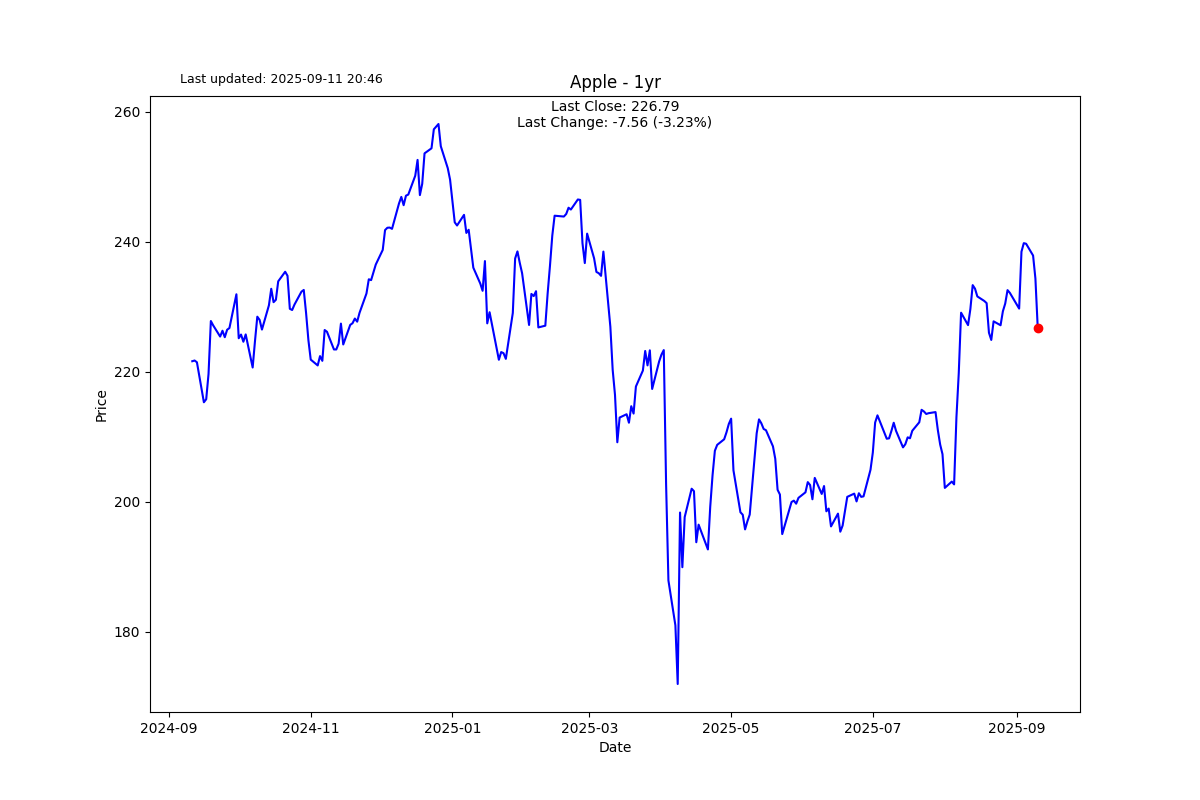 Last updated: 2025-09-11 20:46
Apple - 1yr
Last Close: 226.79
Last Change: -7.56 (-3.23%)
260
240
220
200
180
Price
2024-09 2024-11 2025-01 2025-03 2025-05 2025-07 2025-09
Date